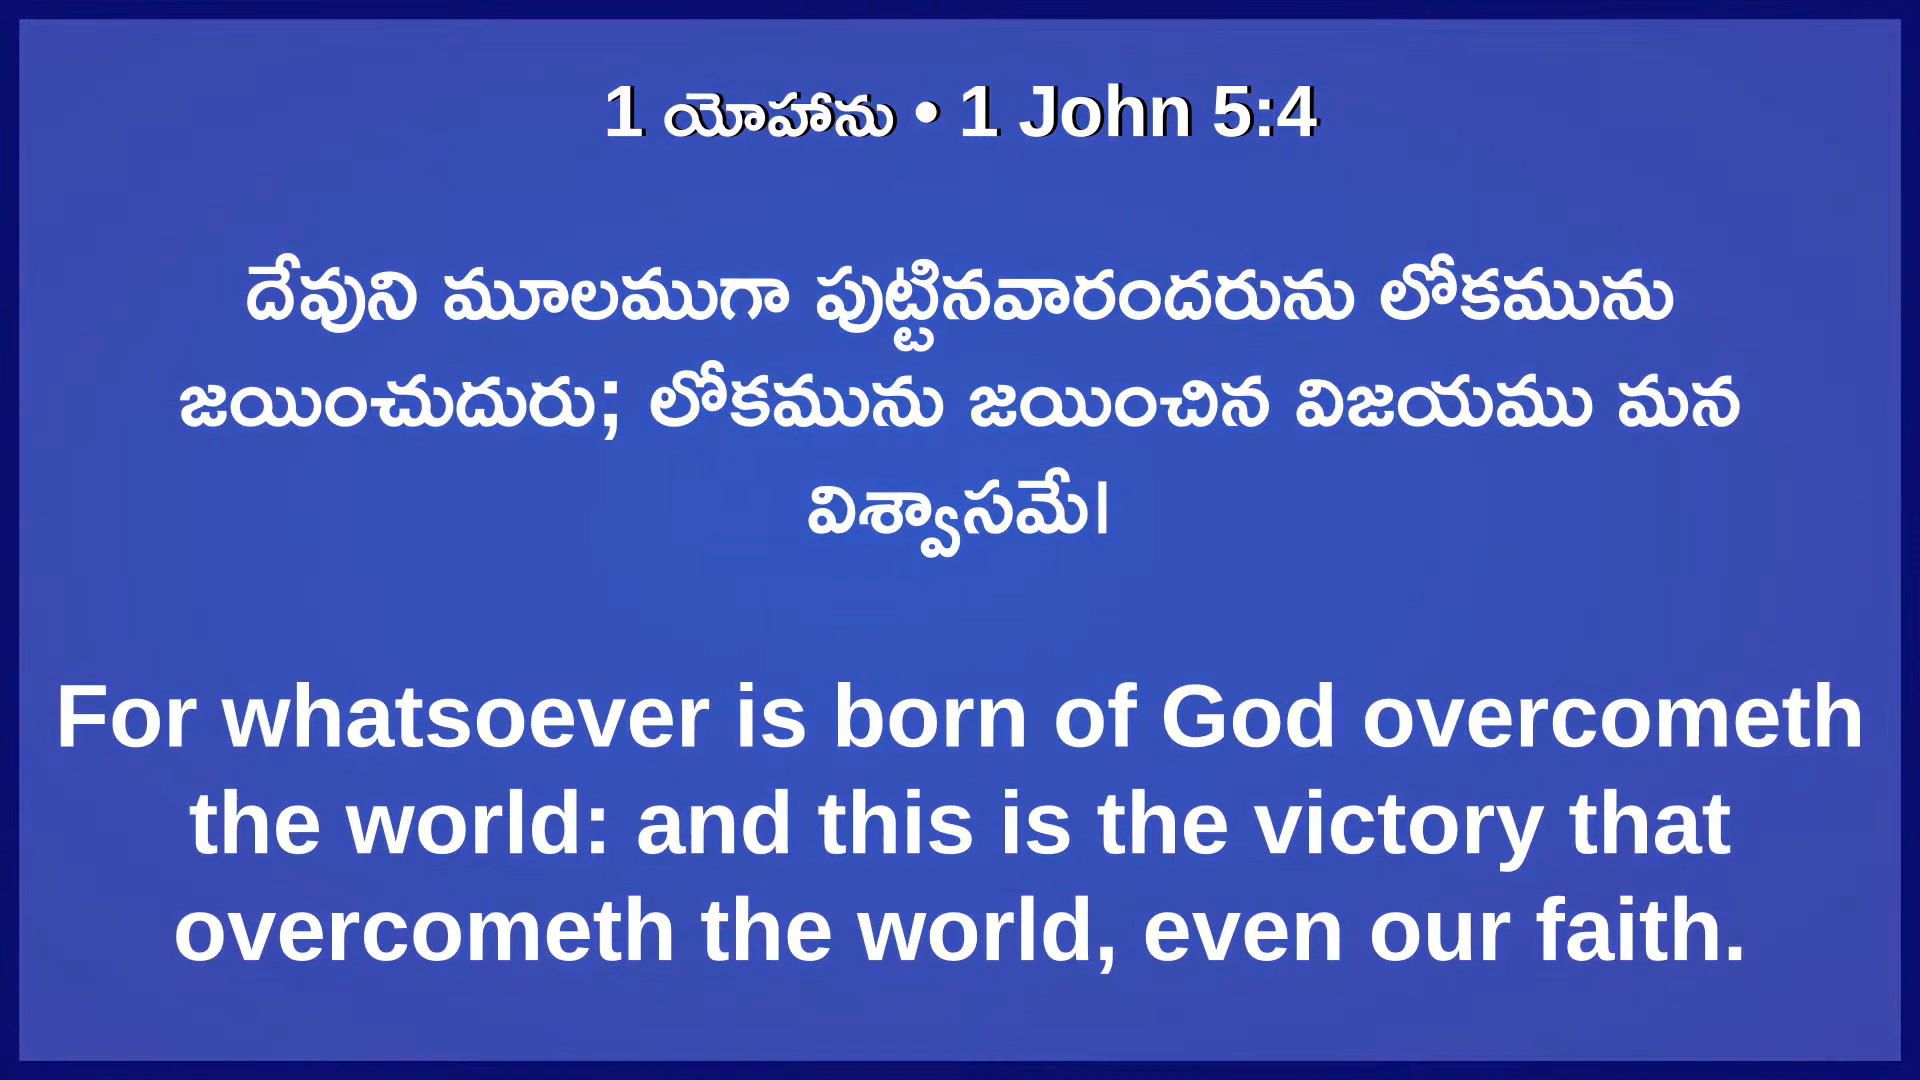 1 యోహాను • 1 John 5:4
దేవుని మూలముగా పుట్టినవారందరును లోకమును
జయించుదురు; లోకమును జయించిన విజయము మన
విశ్వాసమే।
For whatsoever is born of God overcometh
the world: and this is the victory that
overcometh the world, even our faith.